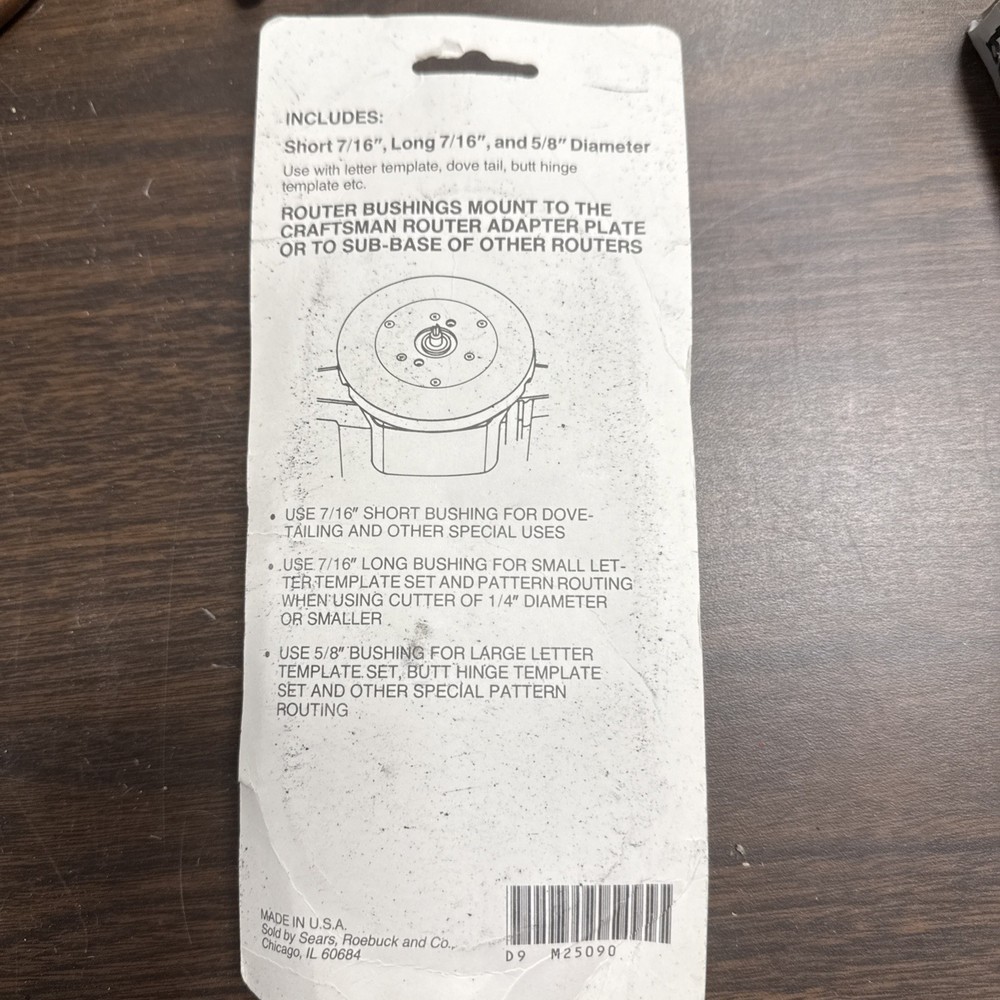 INCLUDES:
Short 7/16", Long 7/16", and 5/8" Diameter
Use with letter template, dove tail, butt hinge
template etc.
ROUTER BUSHINGS MOUNT TO THE
CRAFTSMAN ROUTER ADAPTER PLATE
OR TO SUB-BASE OF OTHER ROUTERS
• USE 7/16" SHORT BUSHING FOR DOVE-
TAILING AND OTHER SPECIAL USES
• USE 7/16" LONG BUSHING FOR SMALL LET-
TER TEMPLATE SET AND PATTERN ROUTING
WHEN USING CUTTER OF 1/4" DIAMETER
OR SMALLER
• USE 5/8" BUSHING FOR LARGE LETTER
TEMPLATE SET, BUTT HINGE TEMPLATE
SET AND OTHER SPECIAL PATTERN
ROUTING
MADE IN U.S.A.
Sold by Sears, Roebuck and Co.,
Chicago, IL 60684
D9 M25090